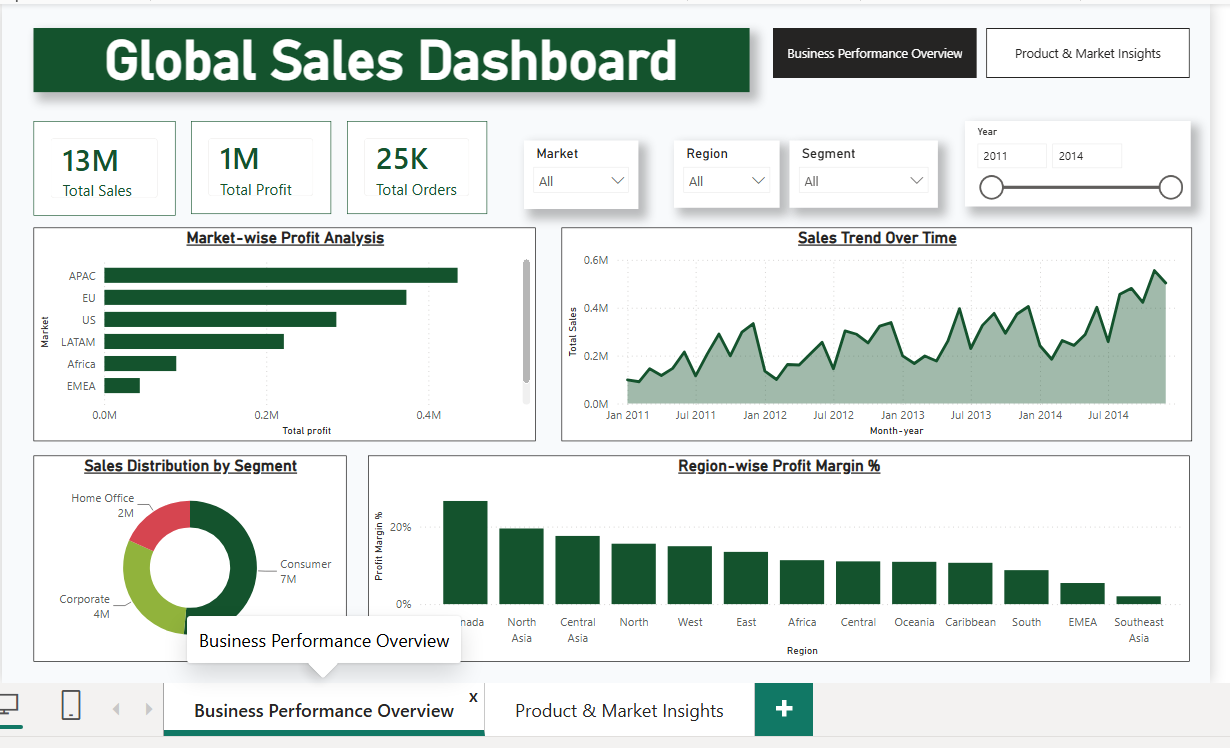 Global Sales Dashboard
Business Performance Overview
Product & Market Insights
13M
Total Sales
1M
Total Profit
25K
Total Orders
Market
All
Region
All
Segment
All
Year
2011
2014
Market-wise Profit Analysis
Market
APAC
EU
US
LATAM
Africa
EMEA
0.0M
0.2M
0.4M
Total profit
Sales Trend Over Time
Total Sales
0.6M
0.4M
0.2M
0.0M
Jan 2011
Jul 2011
Jan 2012
Jul 2012
Jan 2013
Jul 2013
Jan 2014
Jul 2014
Month-year
Sales Distribution by Segment
Home Office
2M
Consumer
7M
Corporate
4M
Region-wise Profit Margin %
Profit Margin %
20%
0%
nada
North
Asia
Central
Asia
North
West
East
Africa
Central
Oceania
Caribbean
South
EMEA
Southeast
Asia
Region
Business Performance Overview
Business Performance Overview
x
Product & Market Insights
+